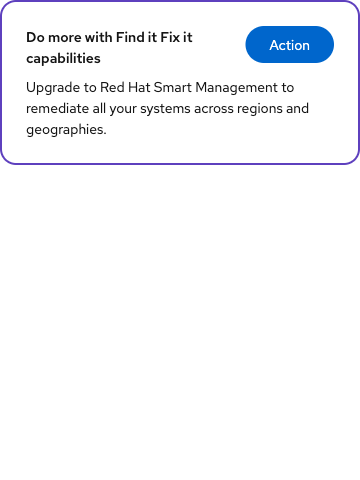 Do more with Find it Fix it
capabilities
Action
Upgrade to Red Hat Smart Management to
remediate all your systems across regions and
geographies.